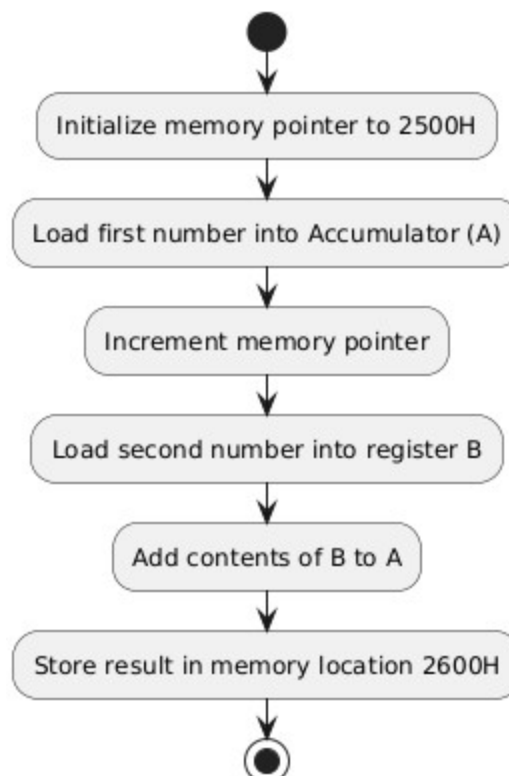 Initialize memory pointer to 2500H
Load first number into Accumulator (A)
Increment memory pointer
Load second number into register B
Add contents of B to A
Store result in memory location 2600H